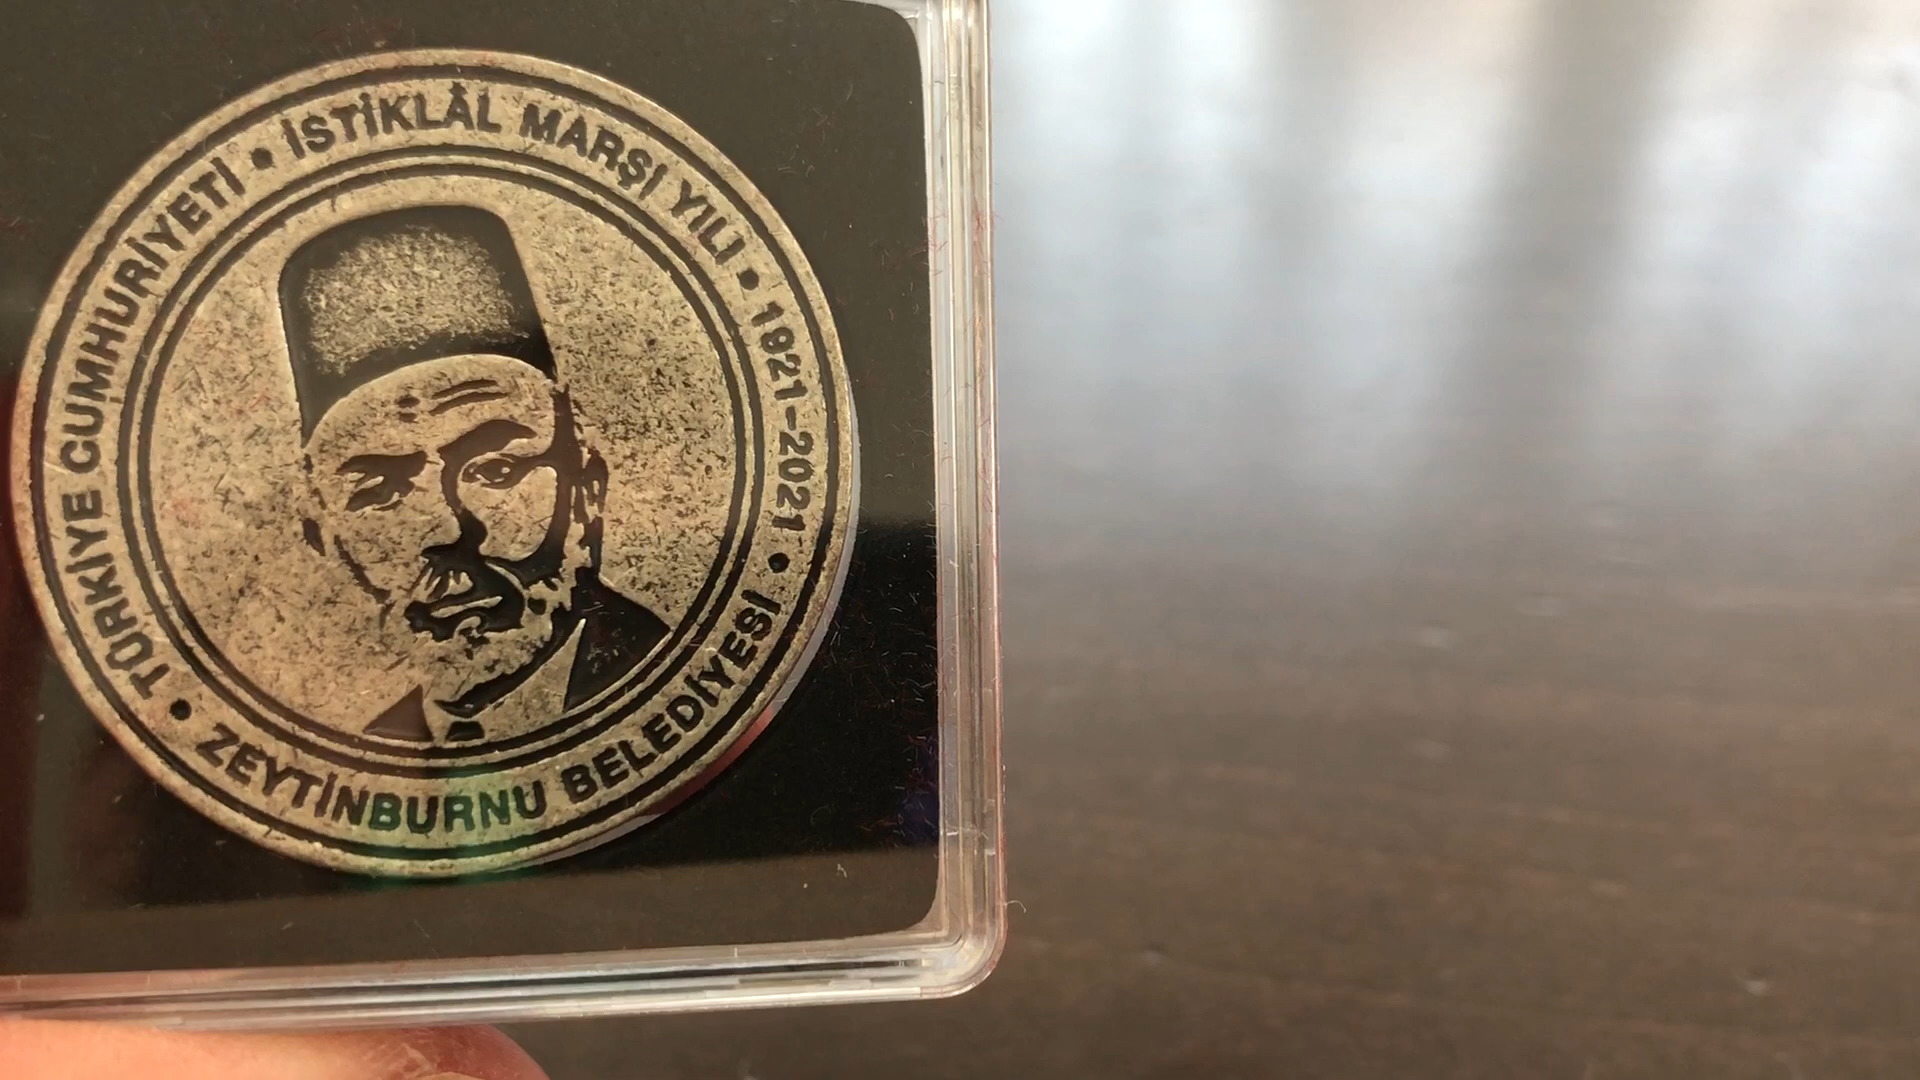 TÜRKİYE CUMHURİYETİ • İSTİKLÂL MARŞI YILI • 1921-2021 •
ZEYTİNBURNU BELEDİYESİ •